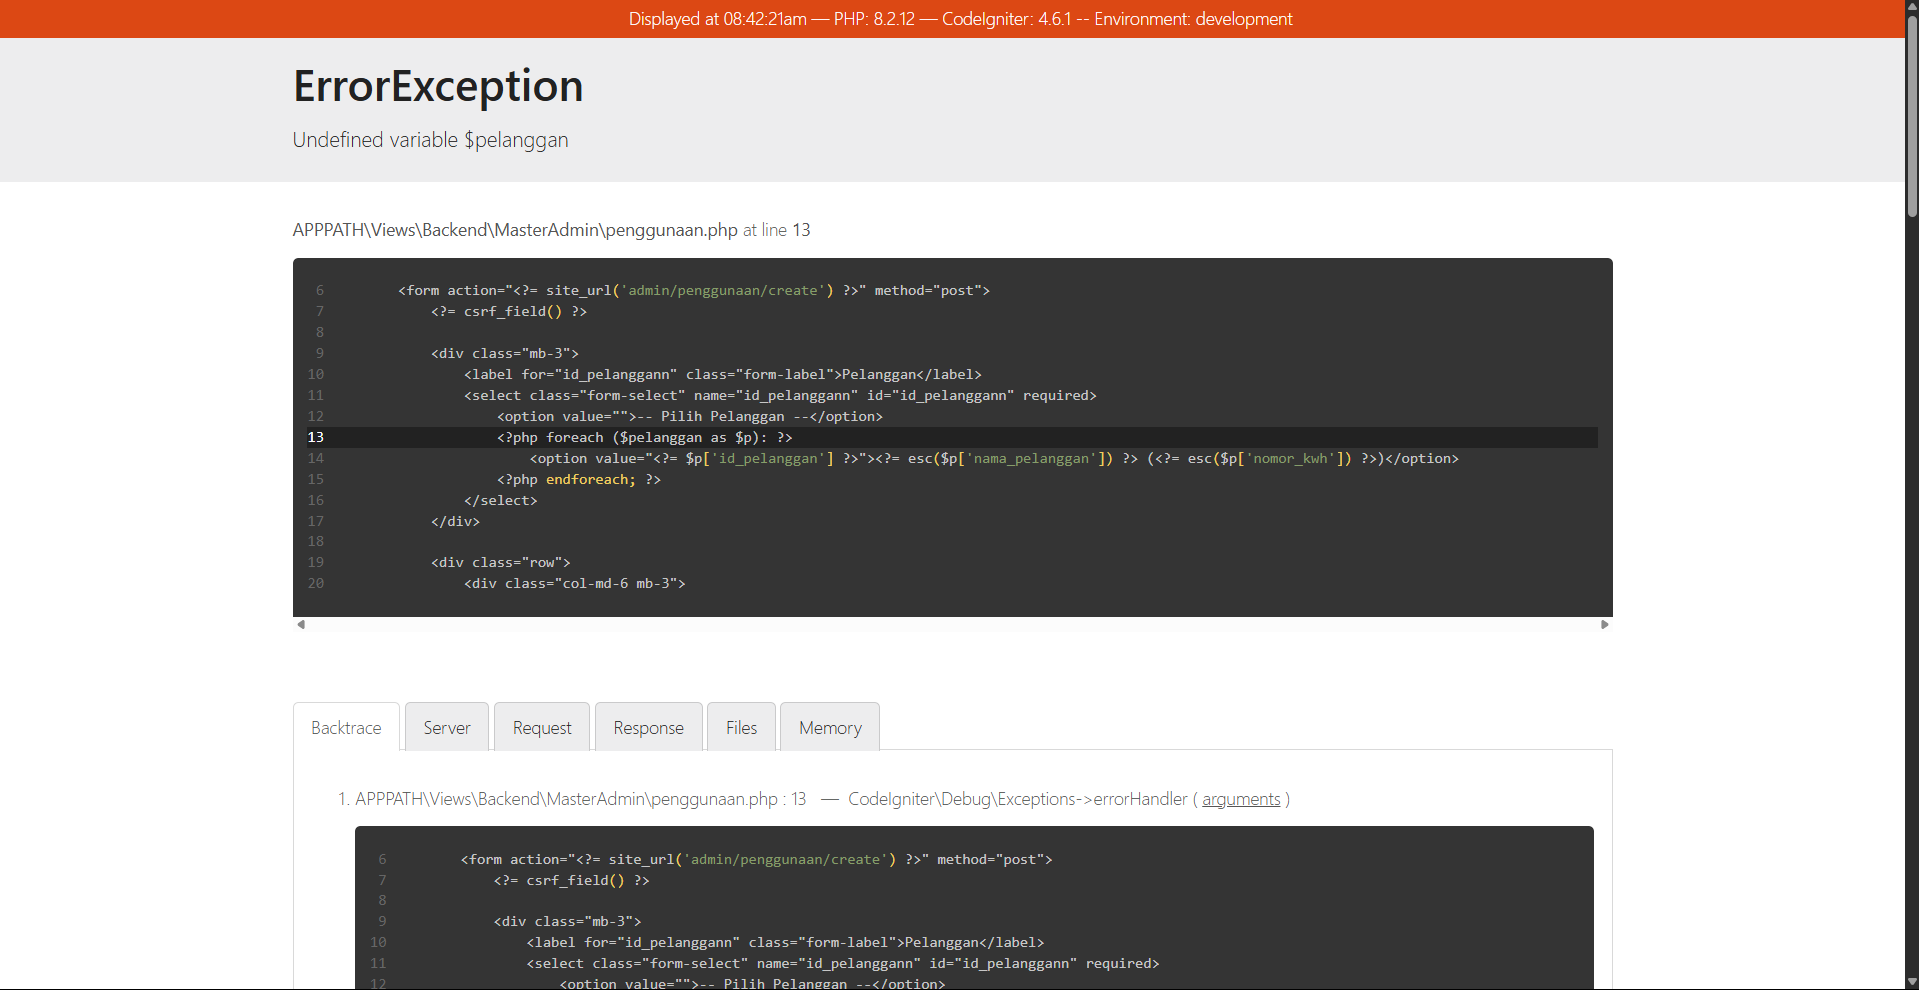 Displayed at 08:42:21am — PHP: 8.2.12 — CodeIgniter: 4.6.1 -- Environment: development
ErrorException
Undefined variable $pelanggan
APPPATH\Views\Backend\MasterAdmin\penggunaan.php at line 13
6 <form action="<?= site_url('admin/penggunaan/create') ?>" method="post">
7 <?= csrf_field() ?>
8
9 <div class="mb-3">
10 <label for="id_pelanggann" class="form-label">Pelanggan</label>
11 <select class="form-select" name="id_pelanggann" id="id_pelanggann" required>
12 <option value="">-- Pilih Pelanggan --</option>
13 <?php foreach ($pelanggan as $p): ?>
14 <option value="<?= $p['id_pelanggan'] ?>"><?= esc($p['nama_pelanggan']) ?> (<?= esc($p['nomor_kwh']) ?>)</option>
15 <?php endforeach; ?>
16 </select>
17 </div>
18
19 <div class="row">
20 <div class="col-md-6 mb-3">
Backtrace Server Request Response Files Memory
1. APPPATH\Views\Backend\MasterAdmin\penggunaan.php : 13 — CodeIgniter\Debug\Exceptions->errorHandler ( arguments )
6 <form action="<?= site_url('admin/penggunaan/create') ?>" method="post">
7 <?= csrf_field() ?>
8
9 <div class="mb-3">
10 <label for="id_pelanggann" class="form-label">Pelanggan</label>
11 <select class="form-select" name="id_pelanggann" id="id_pelanggann" required>
12 <option value="">-- Pilih Pelanggan --</option>